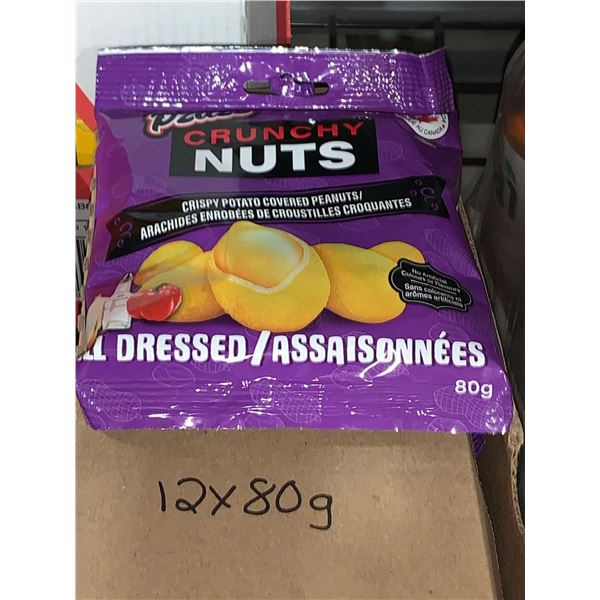 CRUNCHY
NUTS
CRISPY POTATO COVERED PEANUTS/
ARACHIDES ENROBÉES DE CROUSTILLES CROQUANTES
No Artificial
Colours or Flavours
Sans colorants ni
arômes artificiels
DRESSED/ASSAISONNÉES
80g
12x80g